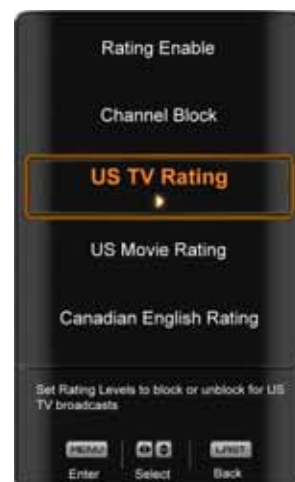 Rating Enable
Channel Block
US TV Rating
US Movie Rating
Canadian English Rating
Set Rating Levels to block or unblock for US
TV broadcasts
MENU LAST
Enter Select Back